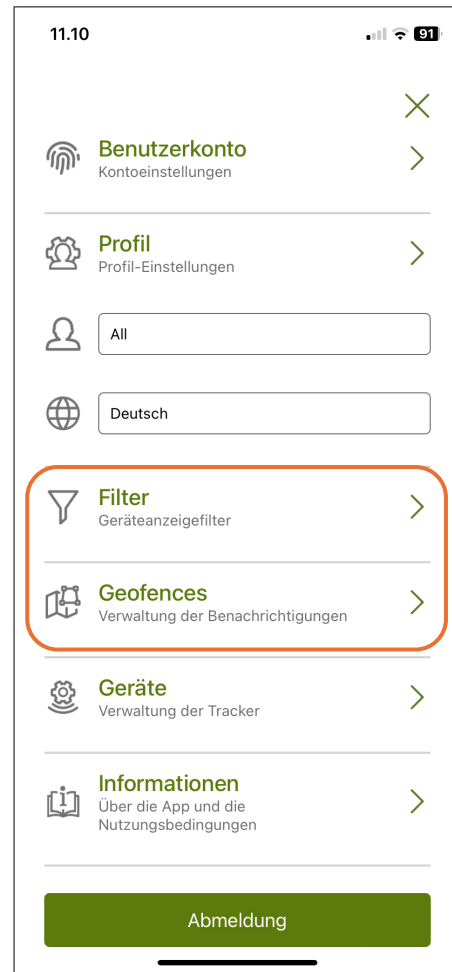 11.10
91
Benutzerkonto
Kontoeinstellungen
Profil
Profil-Einstellungen
All
Deutsch
Filter
Geräteanzeigefilter
Geofences
Verwaltung der Benachrichtigungen
Geräte
Verwaltung der Tracker
Informationen
Über die App und die
Nutzungsbedingungen
Abmeldung